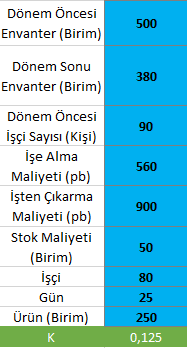 Dönem Öncesi
Envanter (Birim)
500
Dönem Sonu
Envanter (Birim)
380
Dönem Öncesi
İşçi Sayısı (Kişi)
90
İşe Alma
Maliyeti (pb)
560
İşten Çıkarma
Maliyeti (pb)
900
Stok Maliyeti
(Birim)
50
İşçi
80
Gün
25
Ürün (Birim)
250
K
0,125